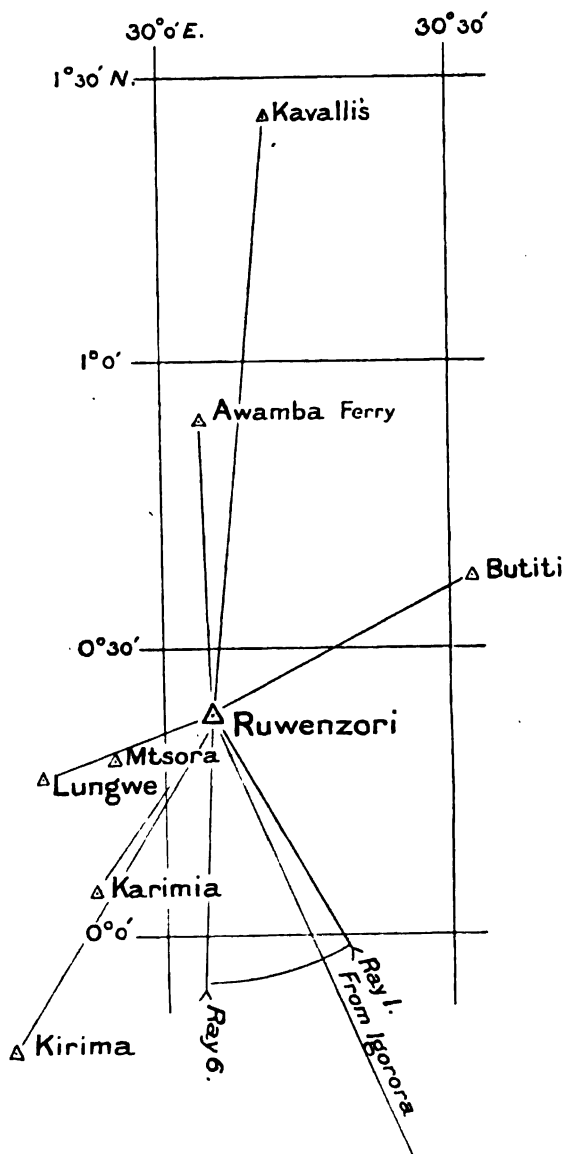 30°0' E.
30°30'
1°30' N.
Kavallis
1°0'
Awamba Ferry
Butiti
0°30'
Ruwenzori
Mtsora
Lungwe
Karimia
0°0'
Ray 1.
From Igorora
Ray 6.
Kirima